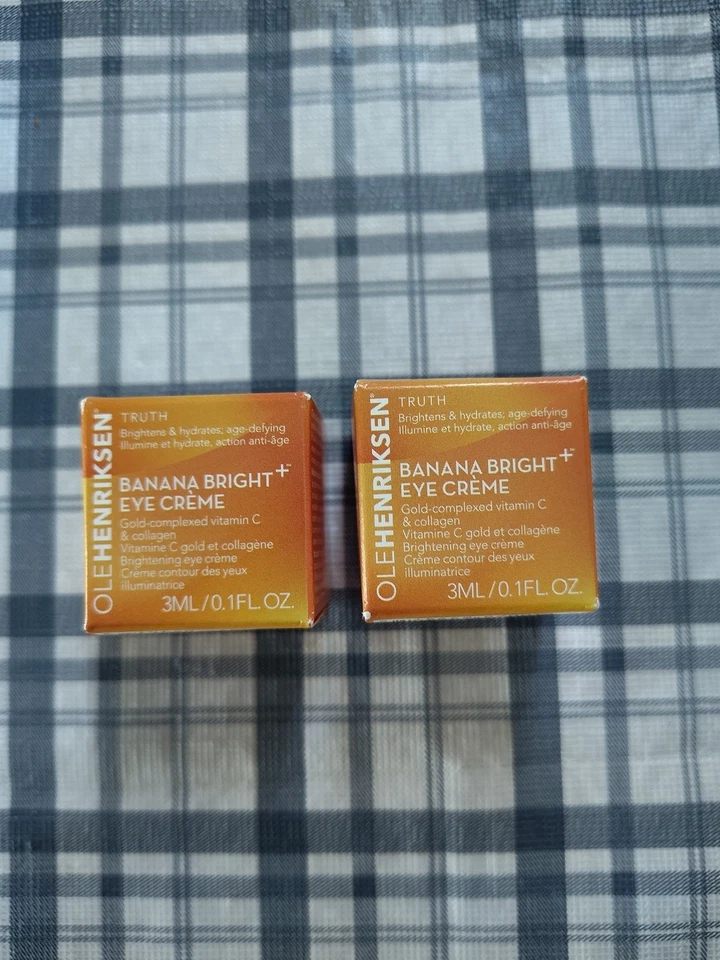 OLEHENRIKSEN®
TRUTH
Brightens & hydrates; age-defying
Illumine et hydrate, action anti-âge
BANANA BRIGHT+™
EYE CRÈME
Gold-complexed vitamin C
& collagen
Vitamine C gold et collagène
Brightening eye crème
Crème contour des yeux
illuminatrice
3ML/0.1FL. OZ.
OLEHENRIKSEN®
TRUTH
Brightens & hydrates; age-defying
Illumine et hydrate, action anti-âge
BANANA BRIGHT+™
EYE CRÈME
Gold-complexed vitamin C
& collagen
Vitamine C gold et collagène
Brightening eye crème
Crème contour des yeux
illuminatrice
3ML/0.1FL. OZ.